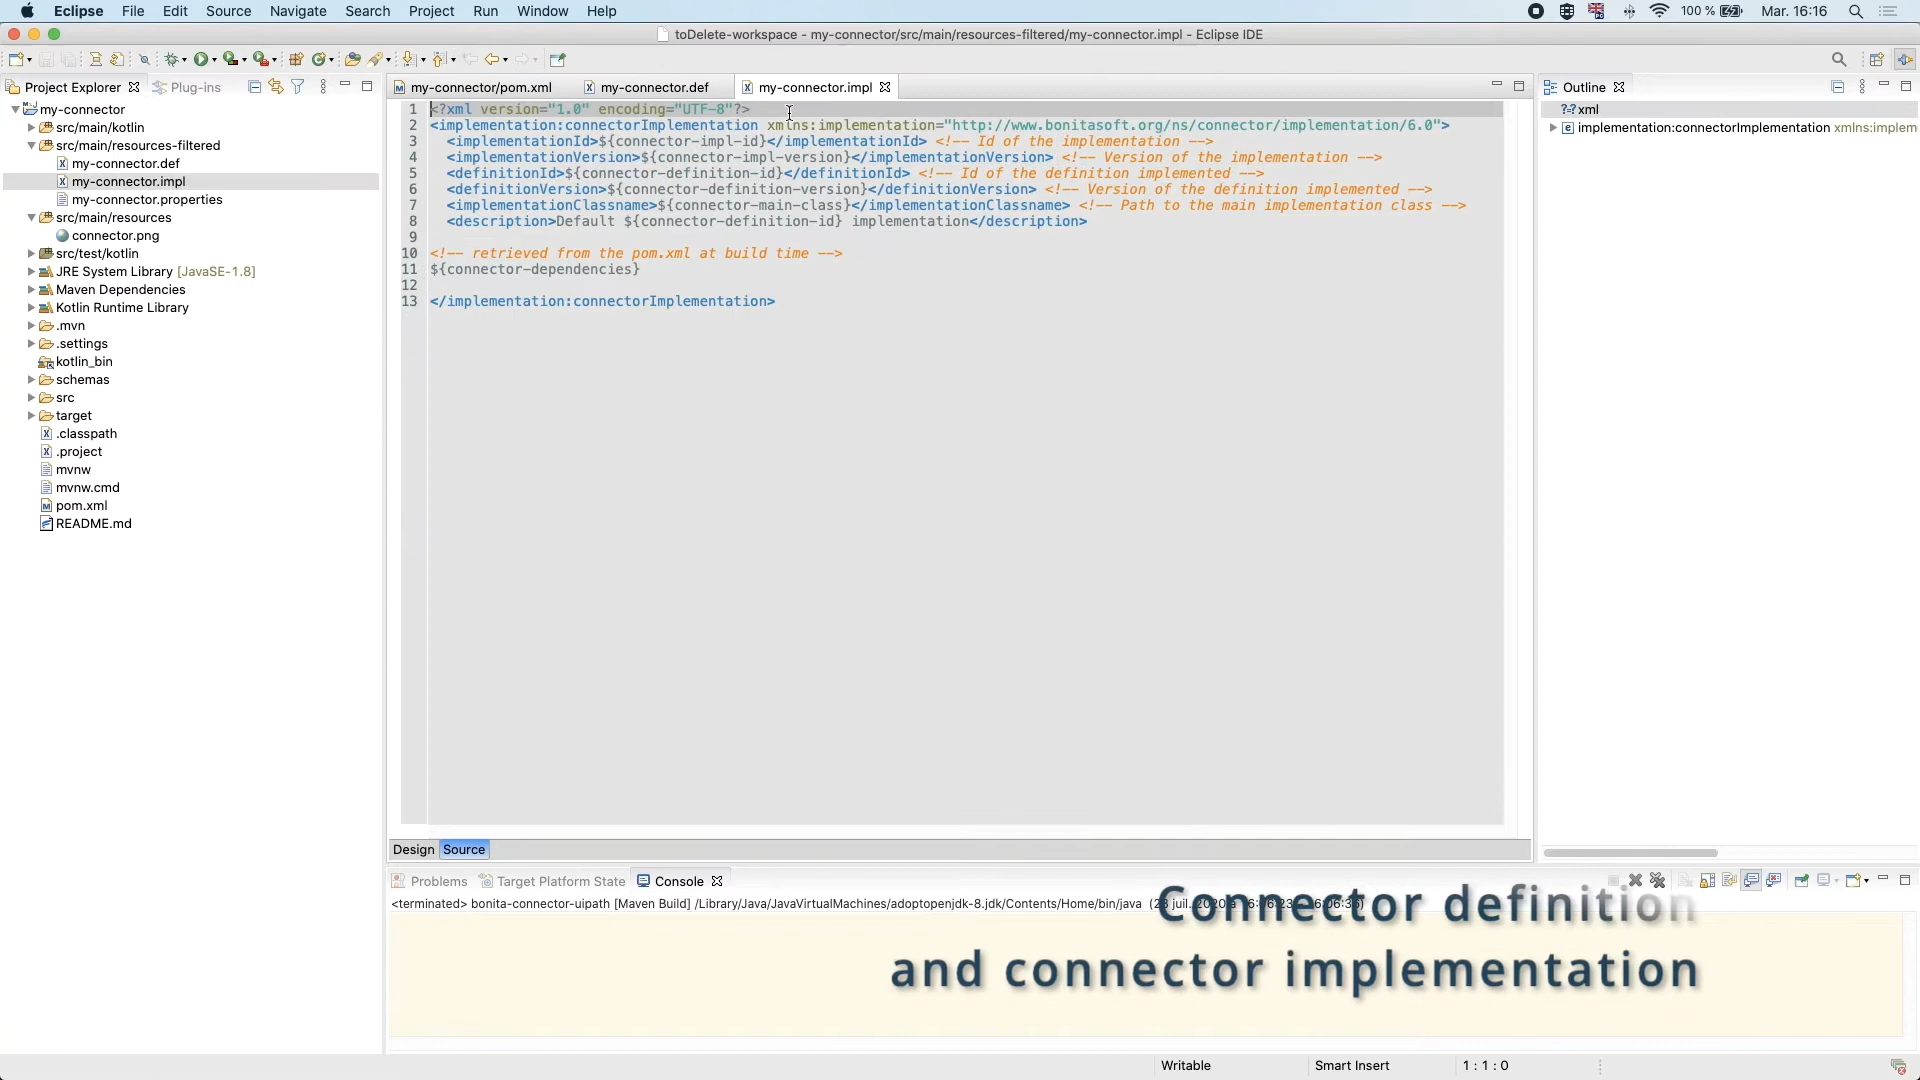 Eclipse File Edit Source Navigate Search Project Run Window Help 100 % Mar. 16:16
toDelete-workspace - my-connector/src/main/resources-filtered/my-connector.impl - Eclipse IDE
Project Explorer Plug-ins
my-connector
src/main/kotlin
src/main/resources-filtered
my-connector.def
my-connector.impl
my-connector.properties
src/main/resources
connector.png
src/test/kotlin
JRE System Library [JavaSE-1.8]
Maven Dependencies
Kotlin Runtime Library
.mvn
.settings
kotlin_bin
schemas
src
target
.classpath
.project
mvnw
mvnw.cmd
pom.xml
README.md
my-connector/pom.xml my-connector.def my-connector.impl
1 <?xml version="1.0" encoding="UTF-8"?>
2 <implementation:connectorImplementation xmlns:implementation="http://www.bonitasoft.org/ns/connector/implementation/6.0">
3 <implementationId>${connector-impl-id}</implementationId> <!-- Id of the implementation -->
4 <implementationVersion>${connector-impl-version}</implementationVersion> <!-- Version of the implementation -->
5 <definitionId>${connector-definition-id}</definitionId> <!-- Id of the definition implemented -->
6 <definitionVersion>${connector-definition-version}</definitionVersion> <!-- Version of the definition implemented -->
7 <implementationClassname>${connector-main-class}</implementationClassname> <!-- Path to the main implementation class -->
8 <description>Default ${connector-definition-id} implementation</description>
9
10 <!-- retrieved from the pom.xml at build time -->
11 ${connector-dependencies}
12
13 </implementation:connectorImplementation>
Design Source
Outline
?-? xml
implementation:connectorImplementation xmlns:implem
Problems Target Platform State Console
<terminated> bonita-connector-uipath [Maven Build] /Library/Java/JavaVirtualMachines/adoptopenjdk-8.jdk/Contents/Home/bin/java
Connector definition
and connector implementation
Writable Smart Insert 1 : 1 : 0